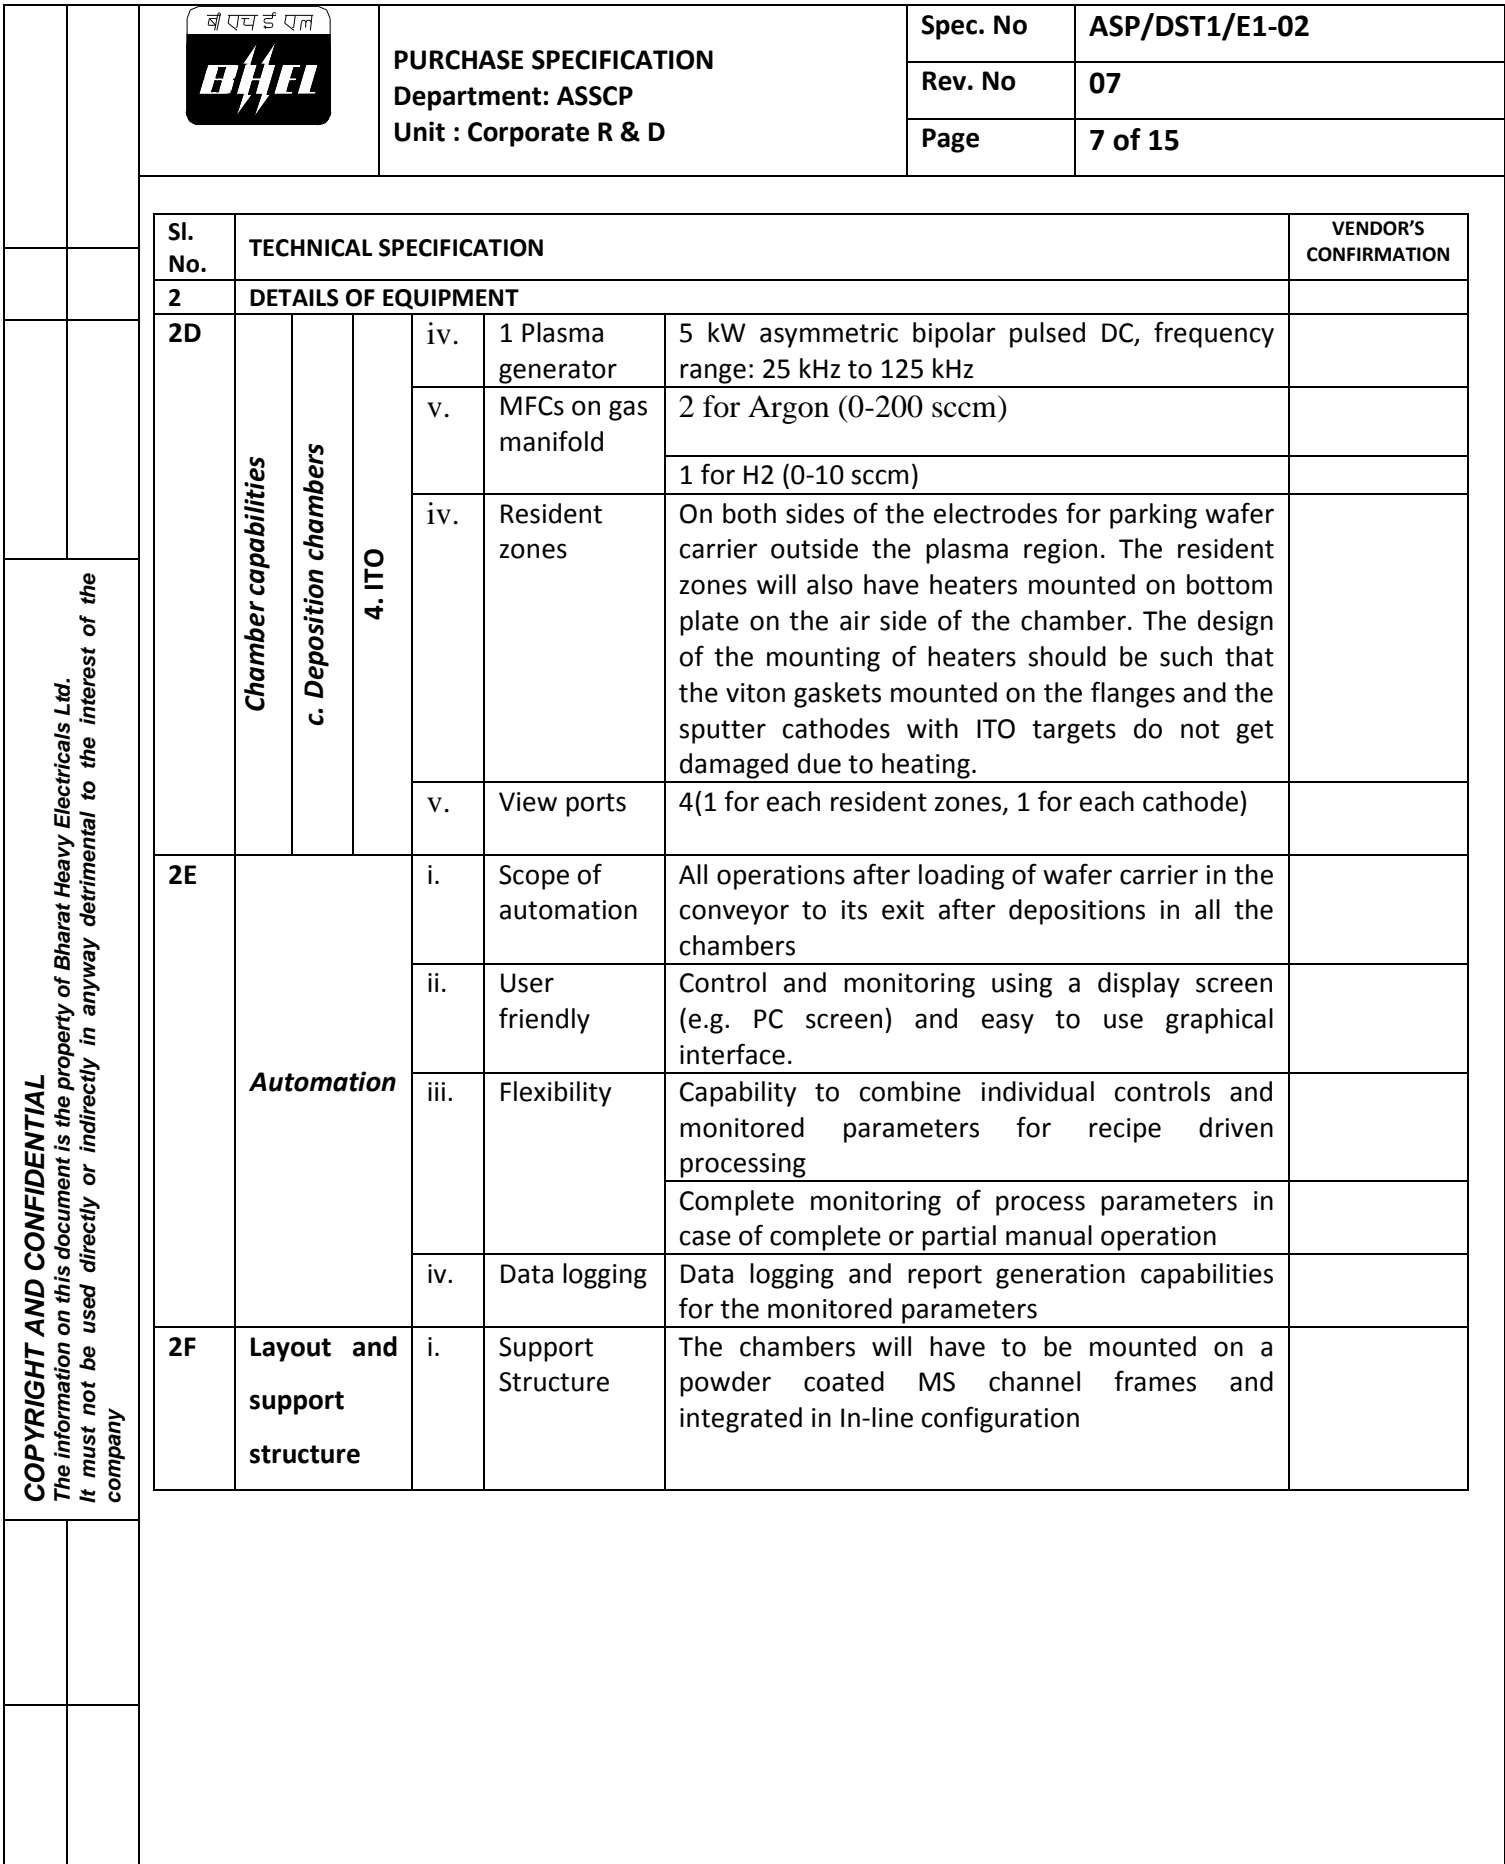 बी एच ई एल
BHEL
PURCHASE SPECIFICATION
Department: ASSCP
Unit : Corporate R & D
Spec. No
ASP/DST1/E1-02
Rev. No
07
Page
7 of 15
Sl.
No.
TECHNICAL SPECIFICATION
VENDOR'S
CONFIRMATION
2
DETAILS OF EQUIPMENT
2D
Chamber capabilities
c. Deposition chambers
4. ITO
iv.
1 Plasma
generator
5 kW asymmetric bipolar pulsed DC, frequency
range: 25 kHz to 125 kHz
v.
MFCs on gas
manifold
2 for Argon (0-200 sccm)
1 for H2 (0-10 sccm)
iv.
Resident
zones
On both sides of the electrodes for parking wafer
carrier outside the plasma region. The resident
zones will also have heaters mounted on bottom
plate on the air side of the chamber. The design
of the mounting of heaters should be such that
the viton gaskets mounted on the flanges and the
sputter cathodes with ITO targets do not get
damaged due to heating.
v.
View ports
4(1 for each resident zones, 1 for each cathode)
2E
Automation
i.
Scope of
automation
All operations after loading of wafer carrier in the
conveyor to its exit after depositions in all the
chambers
ii.
User
friendly
Control and monitoring using a display screen
(e.g. PC screen) and easy to use graphical
interface.
iii.
Flexibility
Capability to combine individual controls and
monitored parameters for recipe driven
processing
Complete monitoring of process parameters in
case of complete or partial manual operation
iv.
Data logging
Data logging and report generation capabilities
for the monitored parameters
2F
Layout and
support
structure
i.
Support
Structure
The chambers will have to be mounted on a
powder coated MS channel frames and
integrated in In-line configuration
COPYRIGHT AND CONFIDENTIAL
The information on this document is the property of Bharat Heavy Electricals Ltd.
It must not be used directly or indirectly in anyway detrimental to the interest of the
company